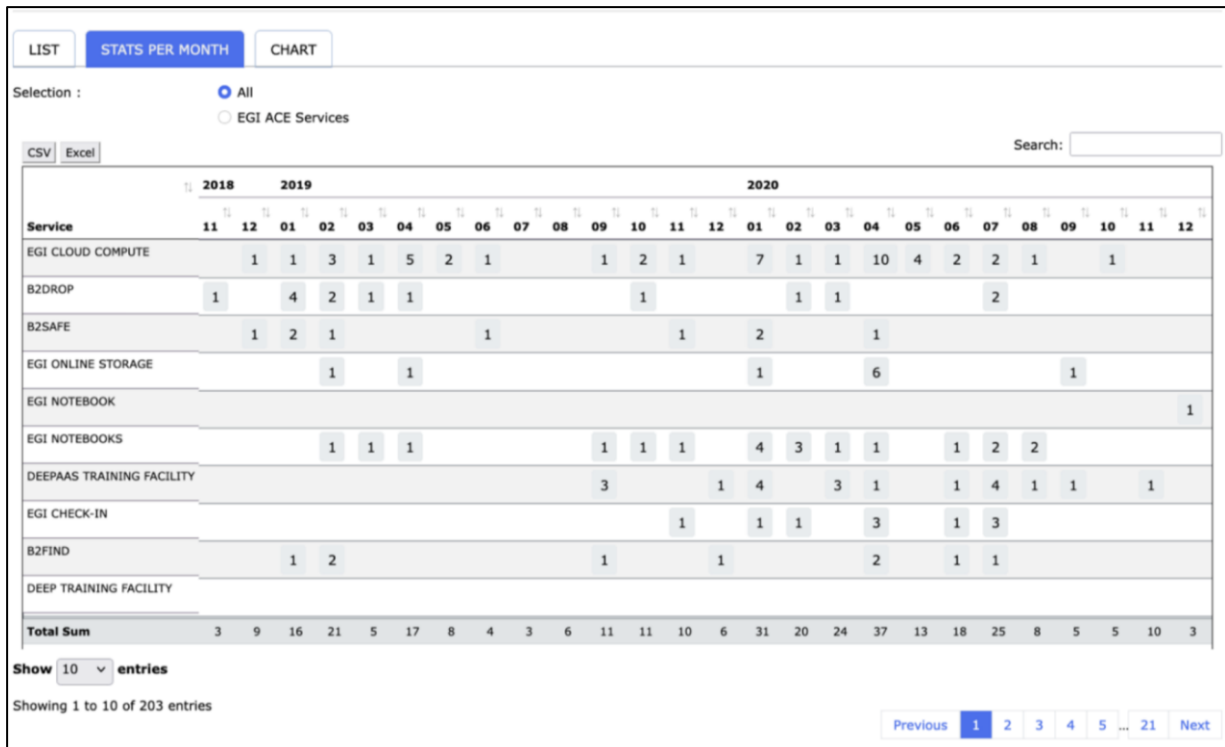 LIST STATS PER MONTH CHART
Selection : All
EGI ACE Services
CSV Excel Search:
2018 2019 2020
Service 11 12 01 02 03 04 05 06 07 08 09 10 11 12 01 02 03 04 05 06 07 08 09 10 11 12
EGI CLOUD COMPUTE 1 1 3 1 5 2 1 1 2 1 7 1 1 10 4 2 2 1 1
B2DROP 1 4 2 1 1 1 1 1 2
B2SAFE 1 2 1 1 1 2 1
EGI ONLINE STORAGE 1 1 1 6 1
EGI NOTEBOOK 1
EGI NOTEBOOKS 1 1 1 1 1 1 4 3 1 1 1 2 2
DEEPAAS TRAINING FACILITY 3 1 4 3 1 1 4 1 1 1
EGI CHECK-IN 1 1 1 3 1 3
B2FIND 1 2 1 1 2 1 1
DEEP TRAINING FACILITY
Total Sum 3 9 16 21 5 17 8 4 3 6 11 11 10 6 31 20 24 37 13 18 25 8 5 5 10 3
Show 10 entries
Showing 1 to 10 of 203 entries
Previous 1 2 3 4 5 ... 21 Next